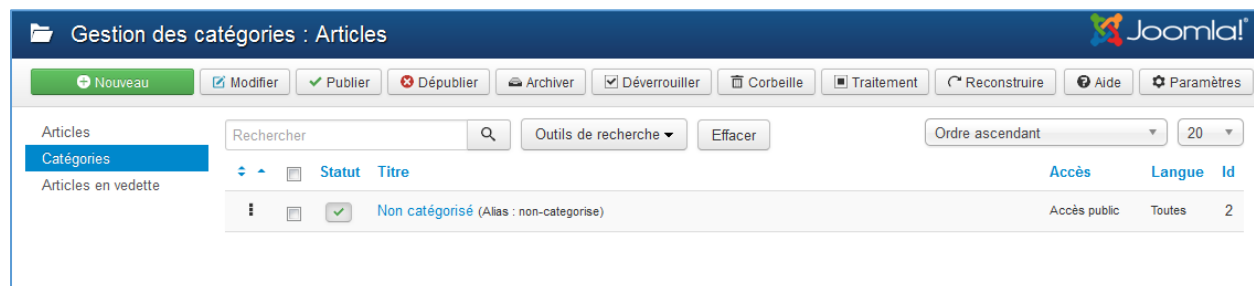 Gestion des catégories : Articles
Joomla!
Nouveau Modifier Publier Dépublier Archiver Déverrouiller Corbeille Traitement Reconstruire Aide Paramètres
Articles
Rechercher Outils de recherche Effacer Ordre ascendant 20
Catégories
Statut Titre Accès Langue Id
Articles en vedette
Non catégorisé (Alias : non-categorise) Accès public Toutes 2